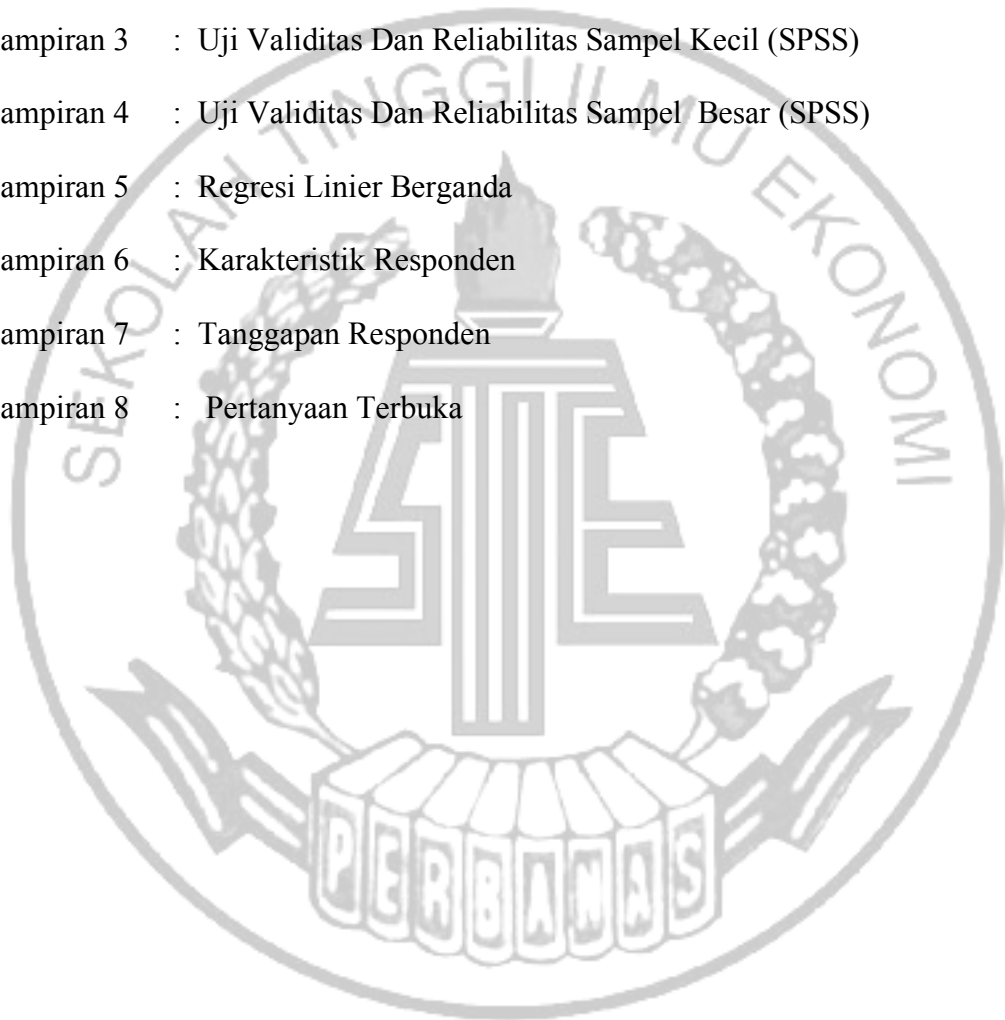 ampiran 3 : Uji Validitas Dan Reliabilitas Sampel Kecil (SPSS)
ampiran 4 : Uji Validitas Dan Reliabilitas Sampel Besar (SPSS)
ampiran 5 : Regresi Linier Berganda
ampiran 6 : Karakteristik Responden
ampiran 7 : Tanggapan Responden
ampiran 8 : Pertanyaan Terbuka
SEKOLAH TINGGI ILMU EKONOMI
STIE
PERBANAS